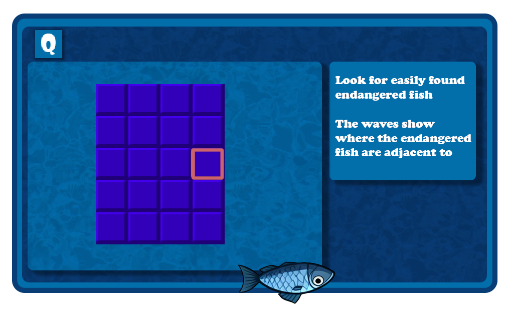 Q
Look for easily found
endangered fish
The waves show
where the endangered
fish are adjacent to